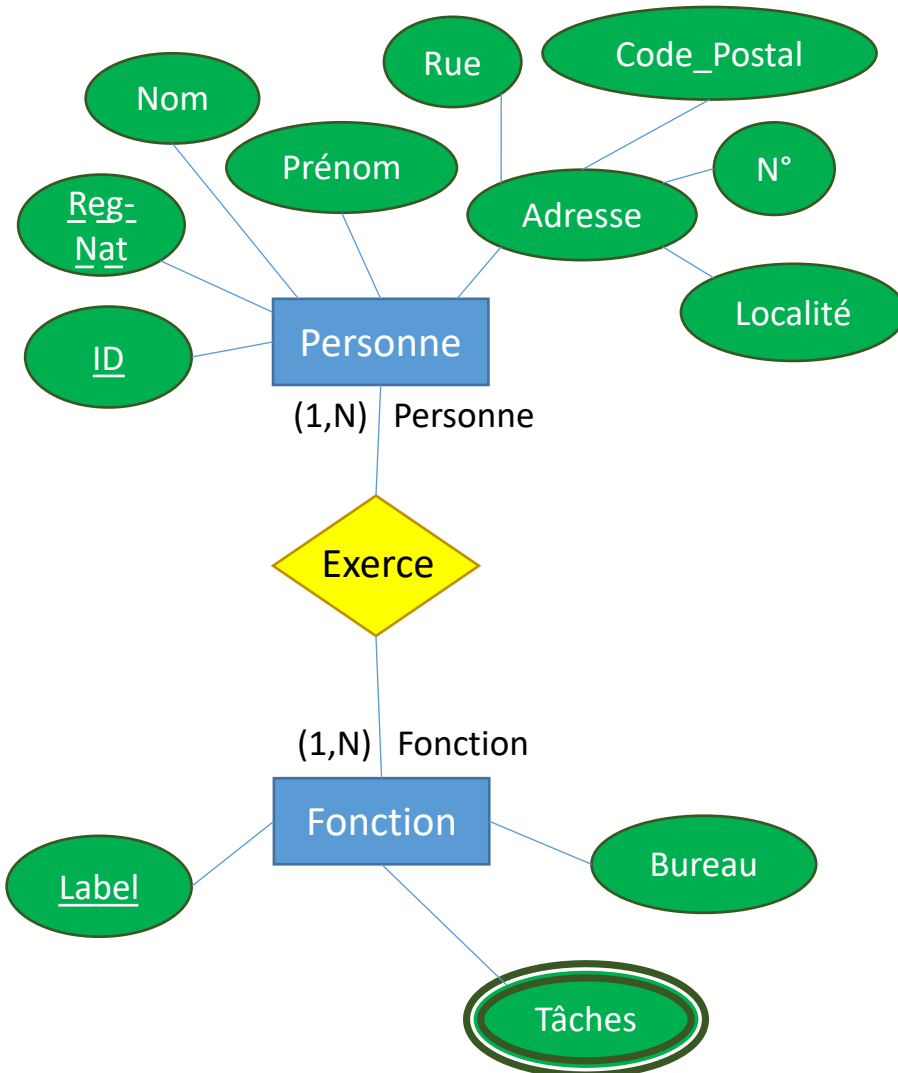 Rue
Code_Postal
Nom
Prénom
N°
Reg-
Nat
Adresse
Localité
ID
Personne
(1,N) Personne
Exerce
(1,N) Fonction
Fonction
Label
Bureau
Tâches